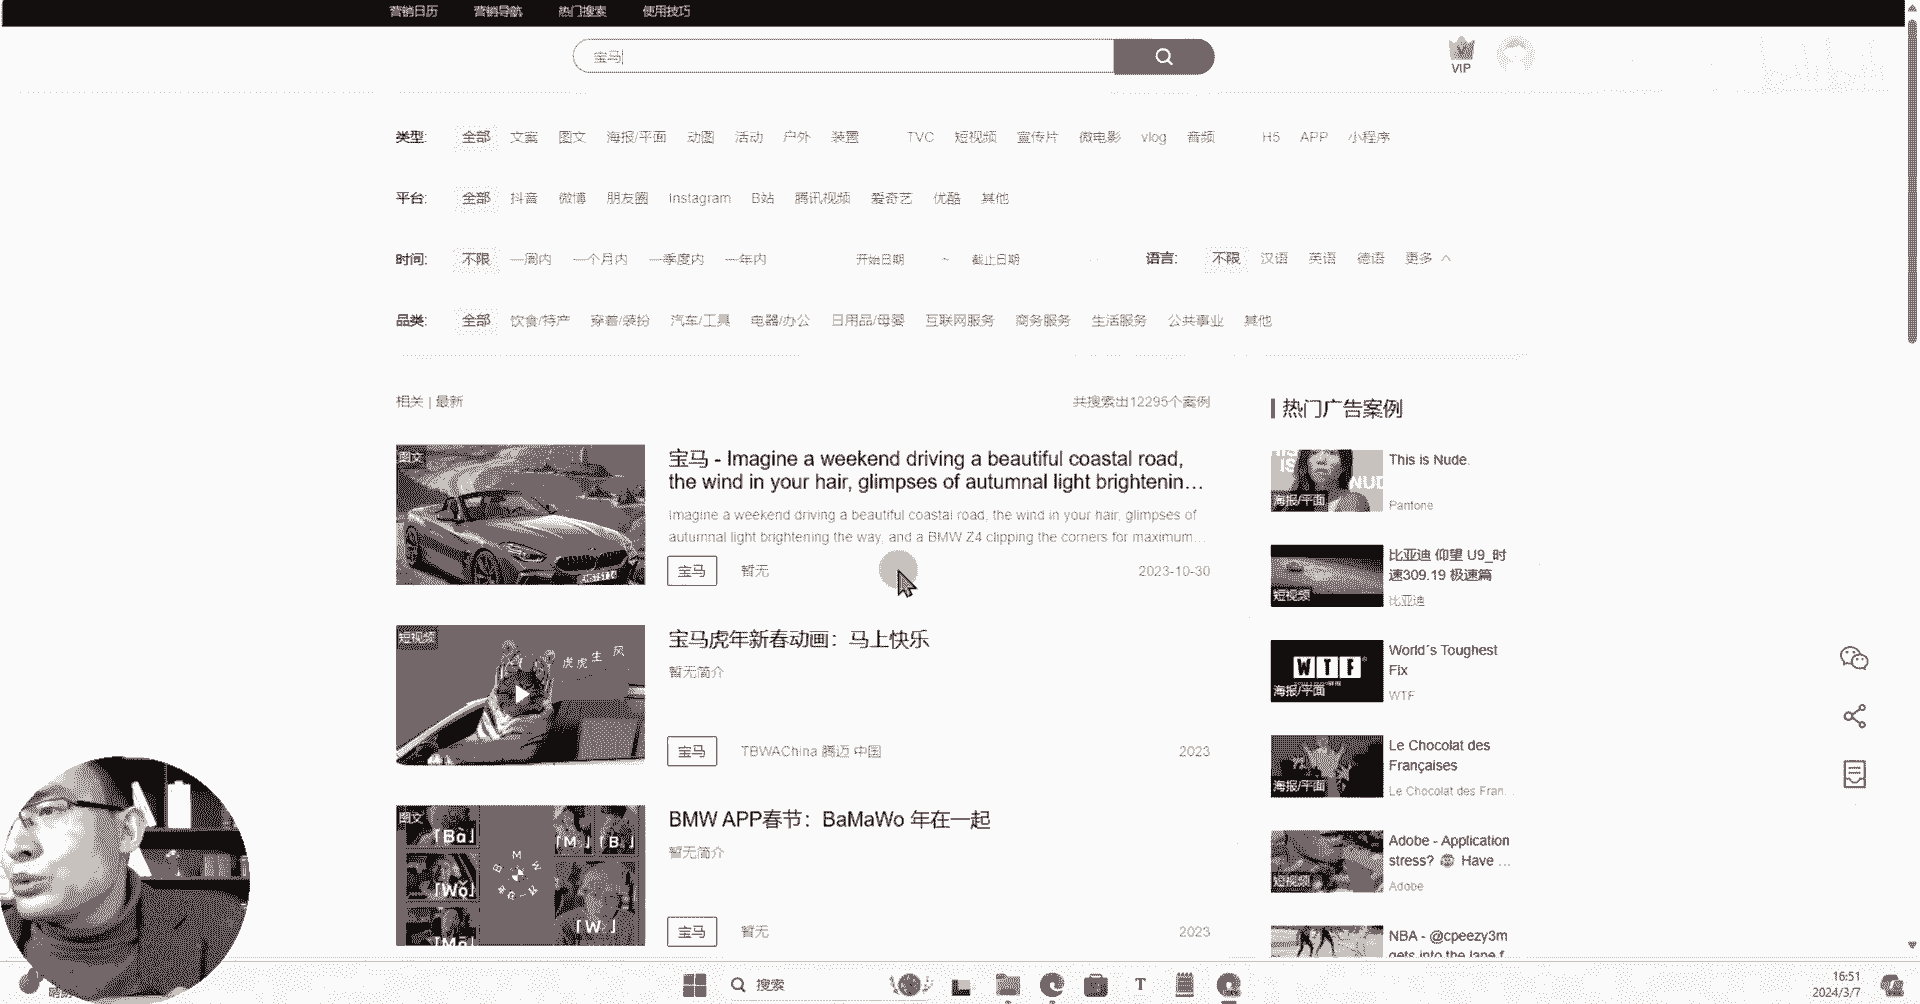 营销日历 营销导航 热门搜索 使用技巧
宝马
VIP
类型: 全部 文案 图文 海报/平面 动图 活动 户外 装置 TVC 短视频 宣传片 微电影 vlog 音频 H5 APP 小程序
平台: 全部 抖音 微博 朋友圈 Instagram B站 腾讯视频 爱奇艺 优酷 其他
时间: 不限 一周内 一个月内 一季度内 一年内 开始日期 ~ 截止日期 语言: 不限 汉语 英语 德语 更多
品类: 全部 饮食/特产 穿着/装扮 汽车/工具 电器/办公 日用品/母婴 互联网服务 商务服务 生活服务 公共事业 其他
相关 | 最新 共搜索出12295个案例
图文
宝马 - Imagine a weekend driving a beautiful coastal road,
the wind in your hair, glimpses of autumnal light brightenin...
Imagine a weekend driving a beautiful coastal road, the wind in your hair, glimpses of
autumnal light brightening the way, and a BMW Z4 clipping the corners for maximum...
宝马 暂无 2023-10-30
短视频
虎虎生风
宝马虎年新春动画：马上快乐
暂无简介
宝马 TBWAChina 腾迈 中国 2023
图文
「Bà」
「M」「B」
「Wǒ」
「W」
「Mǎ」
BMW APP春节：BaMaWo 年在一起
暂无简介
宝马 暂无 2023
热门广告案例
THIS IS NUDE
海报/平面
This is Nude.
Pantone
短视频
比亚迪 仰望 U9_时
速309.19 极速篇
比亚迪
WTF
海报/平面
World´s Toughest
Fix
WTF
海报/平面
Le Chocolat des
Françaises
Le Chocolat des Fran...
短视频
Adobe - Application
stress? Have ...
Adobe
NBA - @cpeezy3m
gets into the lane f
搜索
16:51
2024/3/7